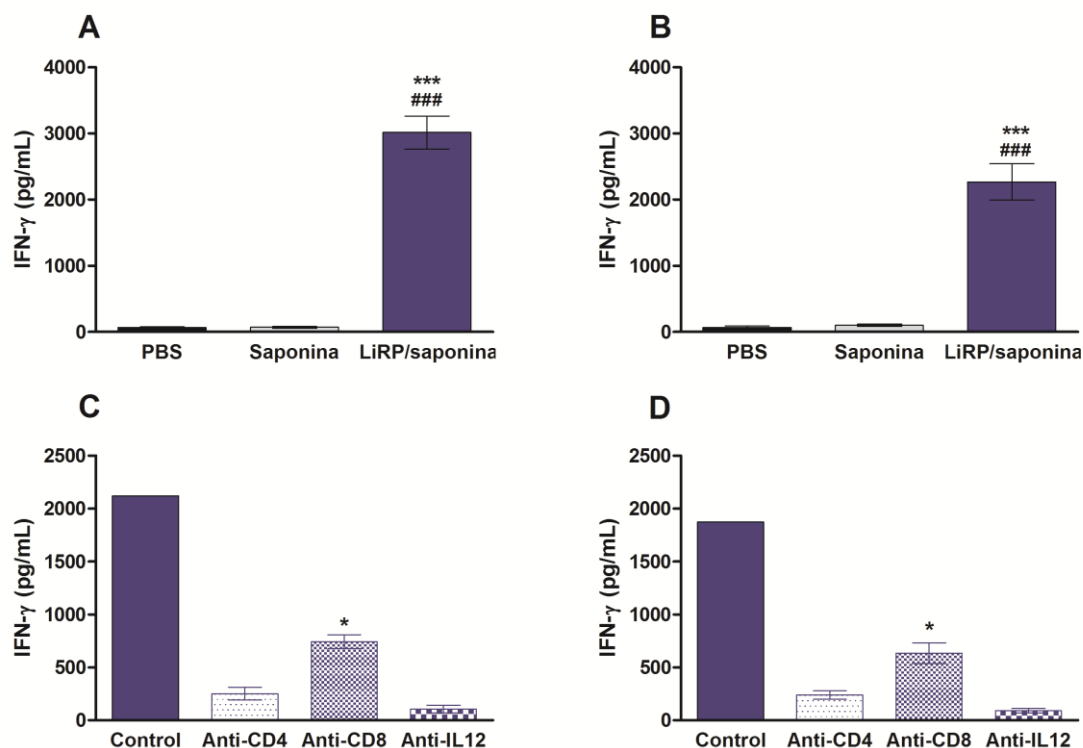 A
IFN-γ (pg/mL)
4000
3000
2000
1000
0
***
###
PBS Saponina LiRP/saponina
B
IFN-γ (pg/mL)
4000
3000
2000
1000
0
***
###
PBS Saponina LiRP/saponina
C
IFN-γ (pg/mL)
2500
2000
1500
1000
500
0
*
Control Anti-CD4 Anti-CD8 Anti-IL12
D
IFN-γ (pg/mL)
2500
2000
1500
1000
500
0
*
Control Anti-CD4 Anti-CD8 Anti-IL12